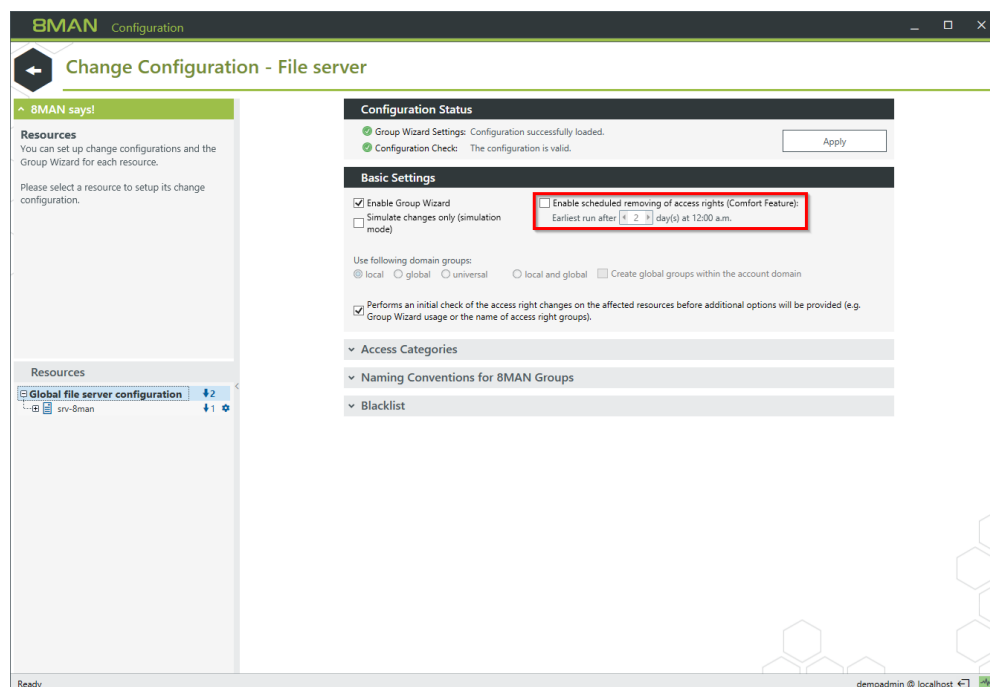 8MAN Configuration
Change Configuration - File server
8MAN says!
Resources
You can set up change configurations and the
Group Wizard for each resource.
Please select a resource to setup its change
configuration.
Resources
Global file server configuration 2
srv-8man 1
Configuration Status
Group Wizard Settings: Configuration successfully loaded.
Configuration Check: The configuration is valid.
Apply
Basic Settings
Enable Group Wizard
Simulate changes only (simulation
mode)
Enable scheduled removing of access rights (Comfort Feature):
Earliest run after 2 day(s) at 12:00 a.m.
Use following domain groups:
local global universal local and global Create global groups within the account domain
Performs an initial check of the access right changes on the affected resources before additional options will be provided (e.g.
Group Wizard usage or the name of access right groups).
Access Categories
Naming Conventions for 8MAN Groups
Blacklist
Ready demoadmin @ localhost